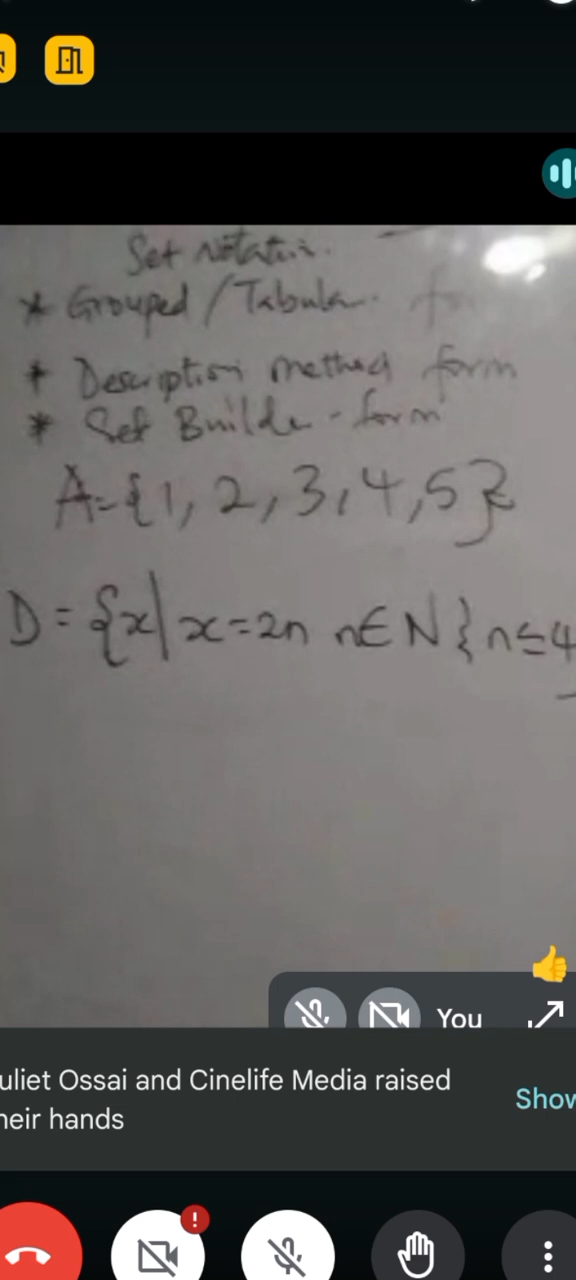 Set Notation.
* Grouped / Tabular. fo
* Description method form
* Set Builder - form
A={1, 2, 3, 4, 5}
D = {x|x=2n n∈N} n≤4
You
uliet Ossai and Cinelife Media raised
heir hands
Show